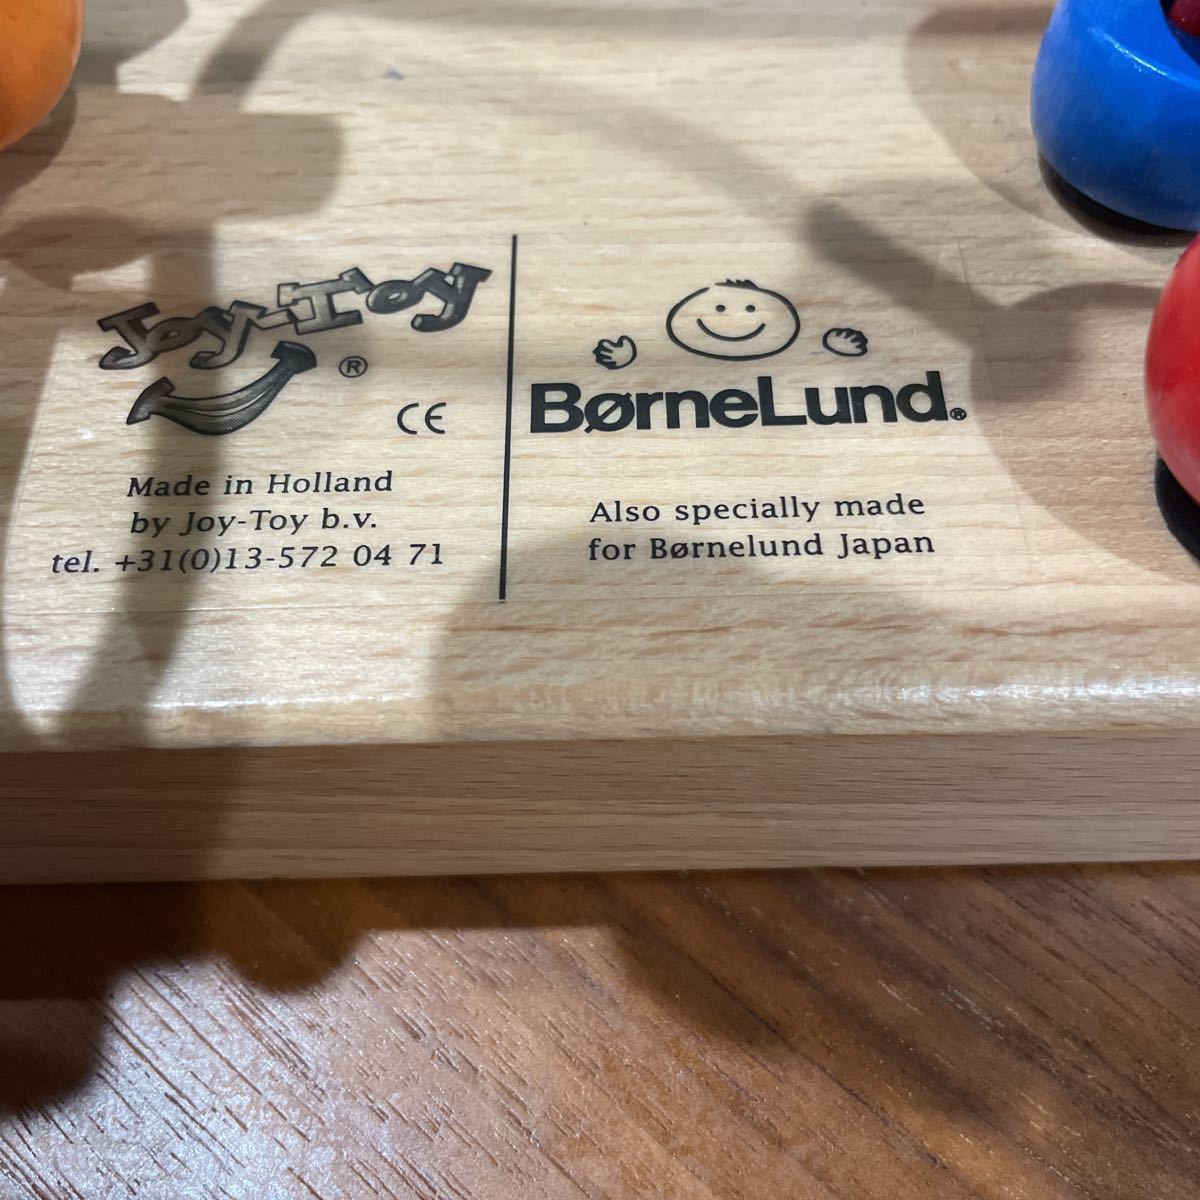 Joy-Toy®
CE
Made in Holland
by Joy-Toy b.v.
tel. +31(0)13-572 04 71
BørneLund®
Also specially made
for Børnelund Japan